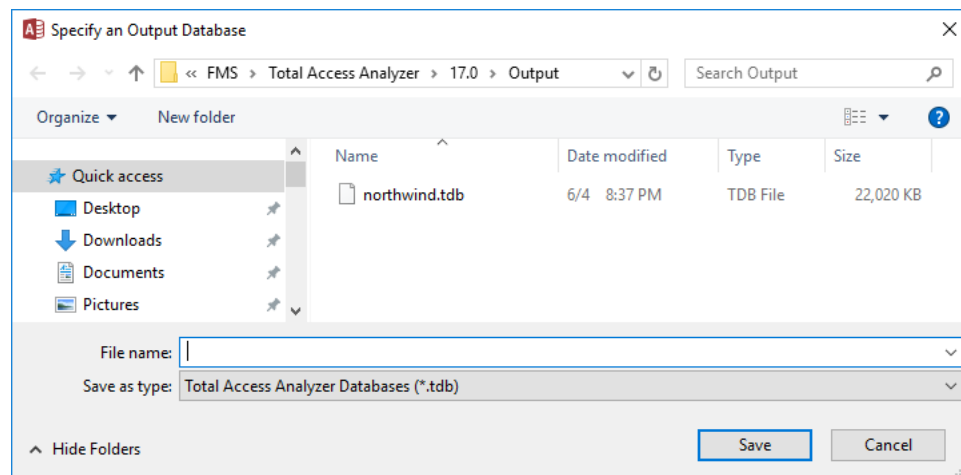 Specify an Output Database
« FMS > Total Access Analyzer > 17.0 > Output
Search Output
Organize
New folder
Name
Date modified
Type
Size
Quick access
northwind.tdb 6/4 8:37 PM TDB File 22,020 KB
Desktop
Downloads
Documents
Pictures
File name:
Save as type: Total Access Analyzer Databases (*.tdb)
Hide Folders
Save
Cancel